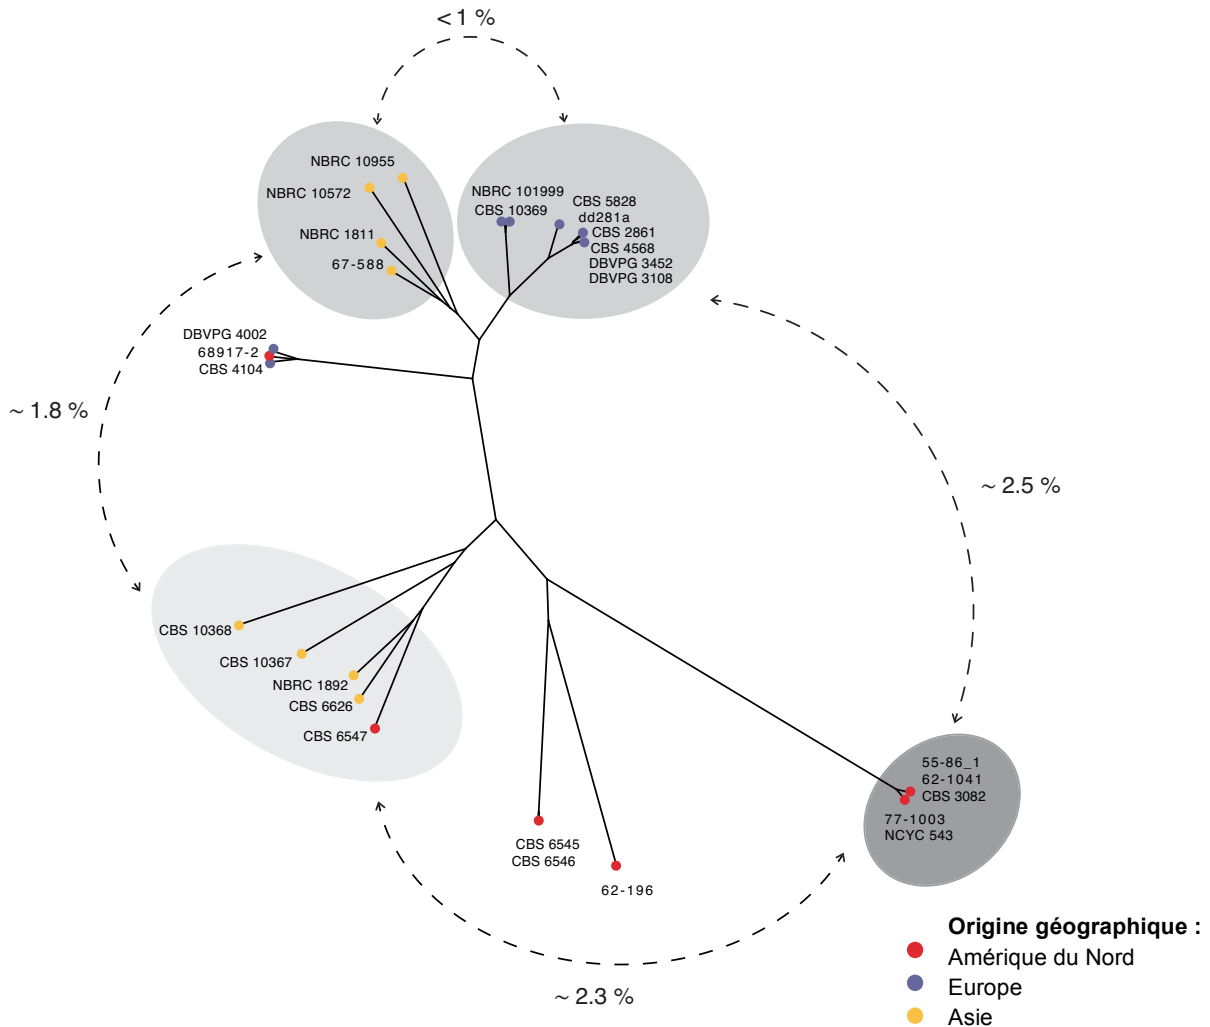 <1 %
NBRC 10955
NBRC 10572
NBRC 1811
67-588
NBRC 101999
CBS 10369
CBS 5828
dd281a
CBS 2861
CBS 4568
DBVPG 3452
DBVPG 3108
DBVPG 4002
68917-2
CBS 4104
~ 1.8 %
~ 2.5 %
CBS 10368
CBS 10367
NBRC 1892
CBS 6626
CBS 6547
55-86_1
62-1041
CBS 3082
77-1003
NCYC 543
CBS 6545
CBS 6546
62-196
~ 2.3 %
Origine géographique :
Amérique du Nord
Europe
Asie